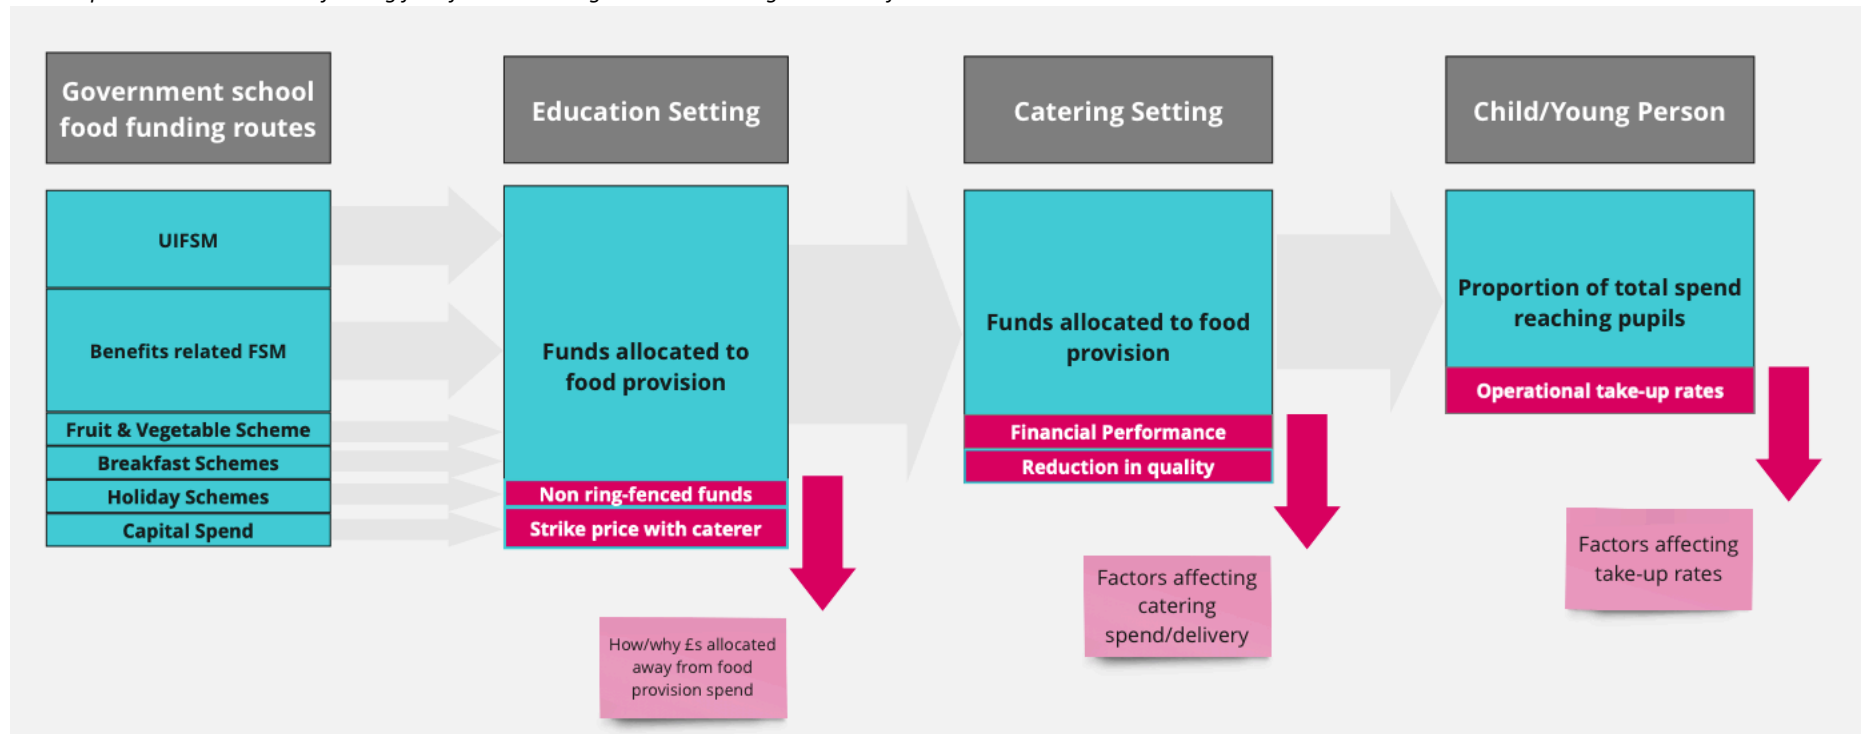 Government school
food funding routes
Education Setting
Catering Setting
Child/Young Person
UIFSM
Benefits related FSM
Fruit & Vegetable Scheme
Breakfast Schemes
Holiday Schemes
Capital Spend
Funds allocated to
food provision
Non ring-fenced funds
Strike price with caterer
How/why £s allocated
away from food
provision spend
Funds allocated to food
provision
Financial Performance
Reduction in quality
Factors affecting
catering
spend/delivery
Proportion of total spend
reaching pupils
Operational take-up rates
Factors affecting
take-up rates